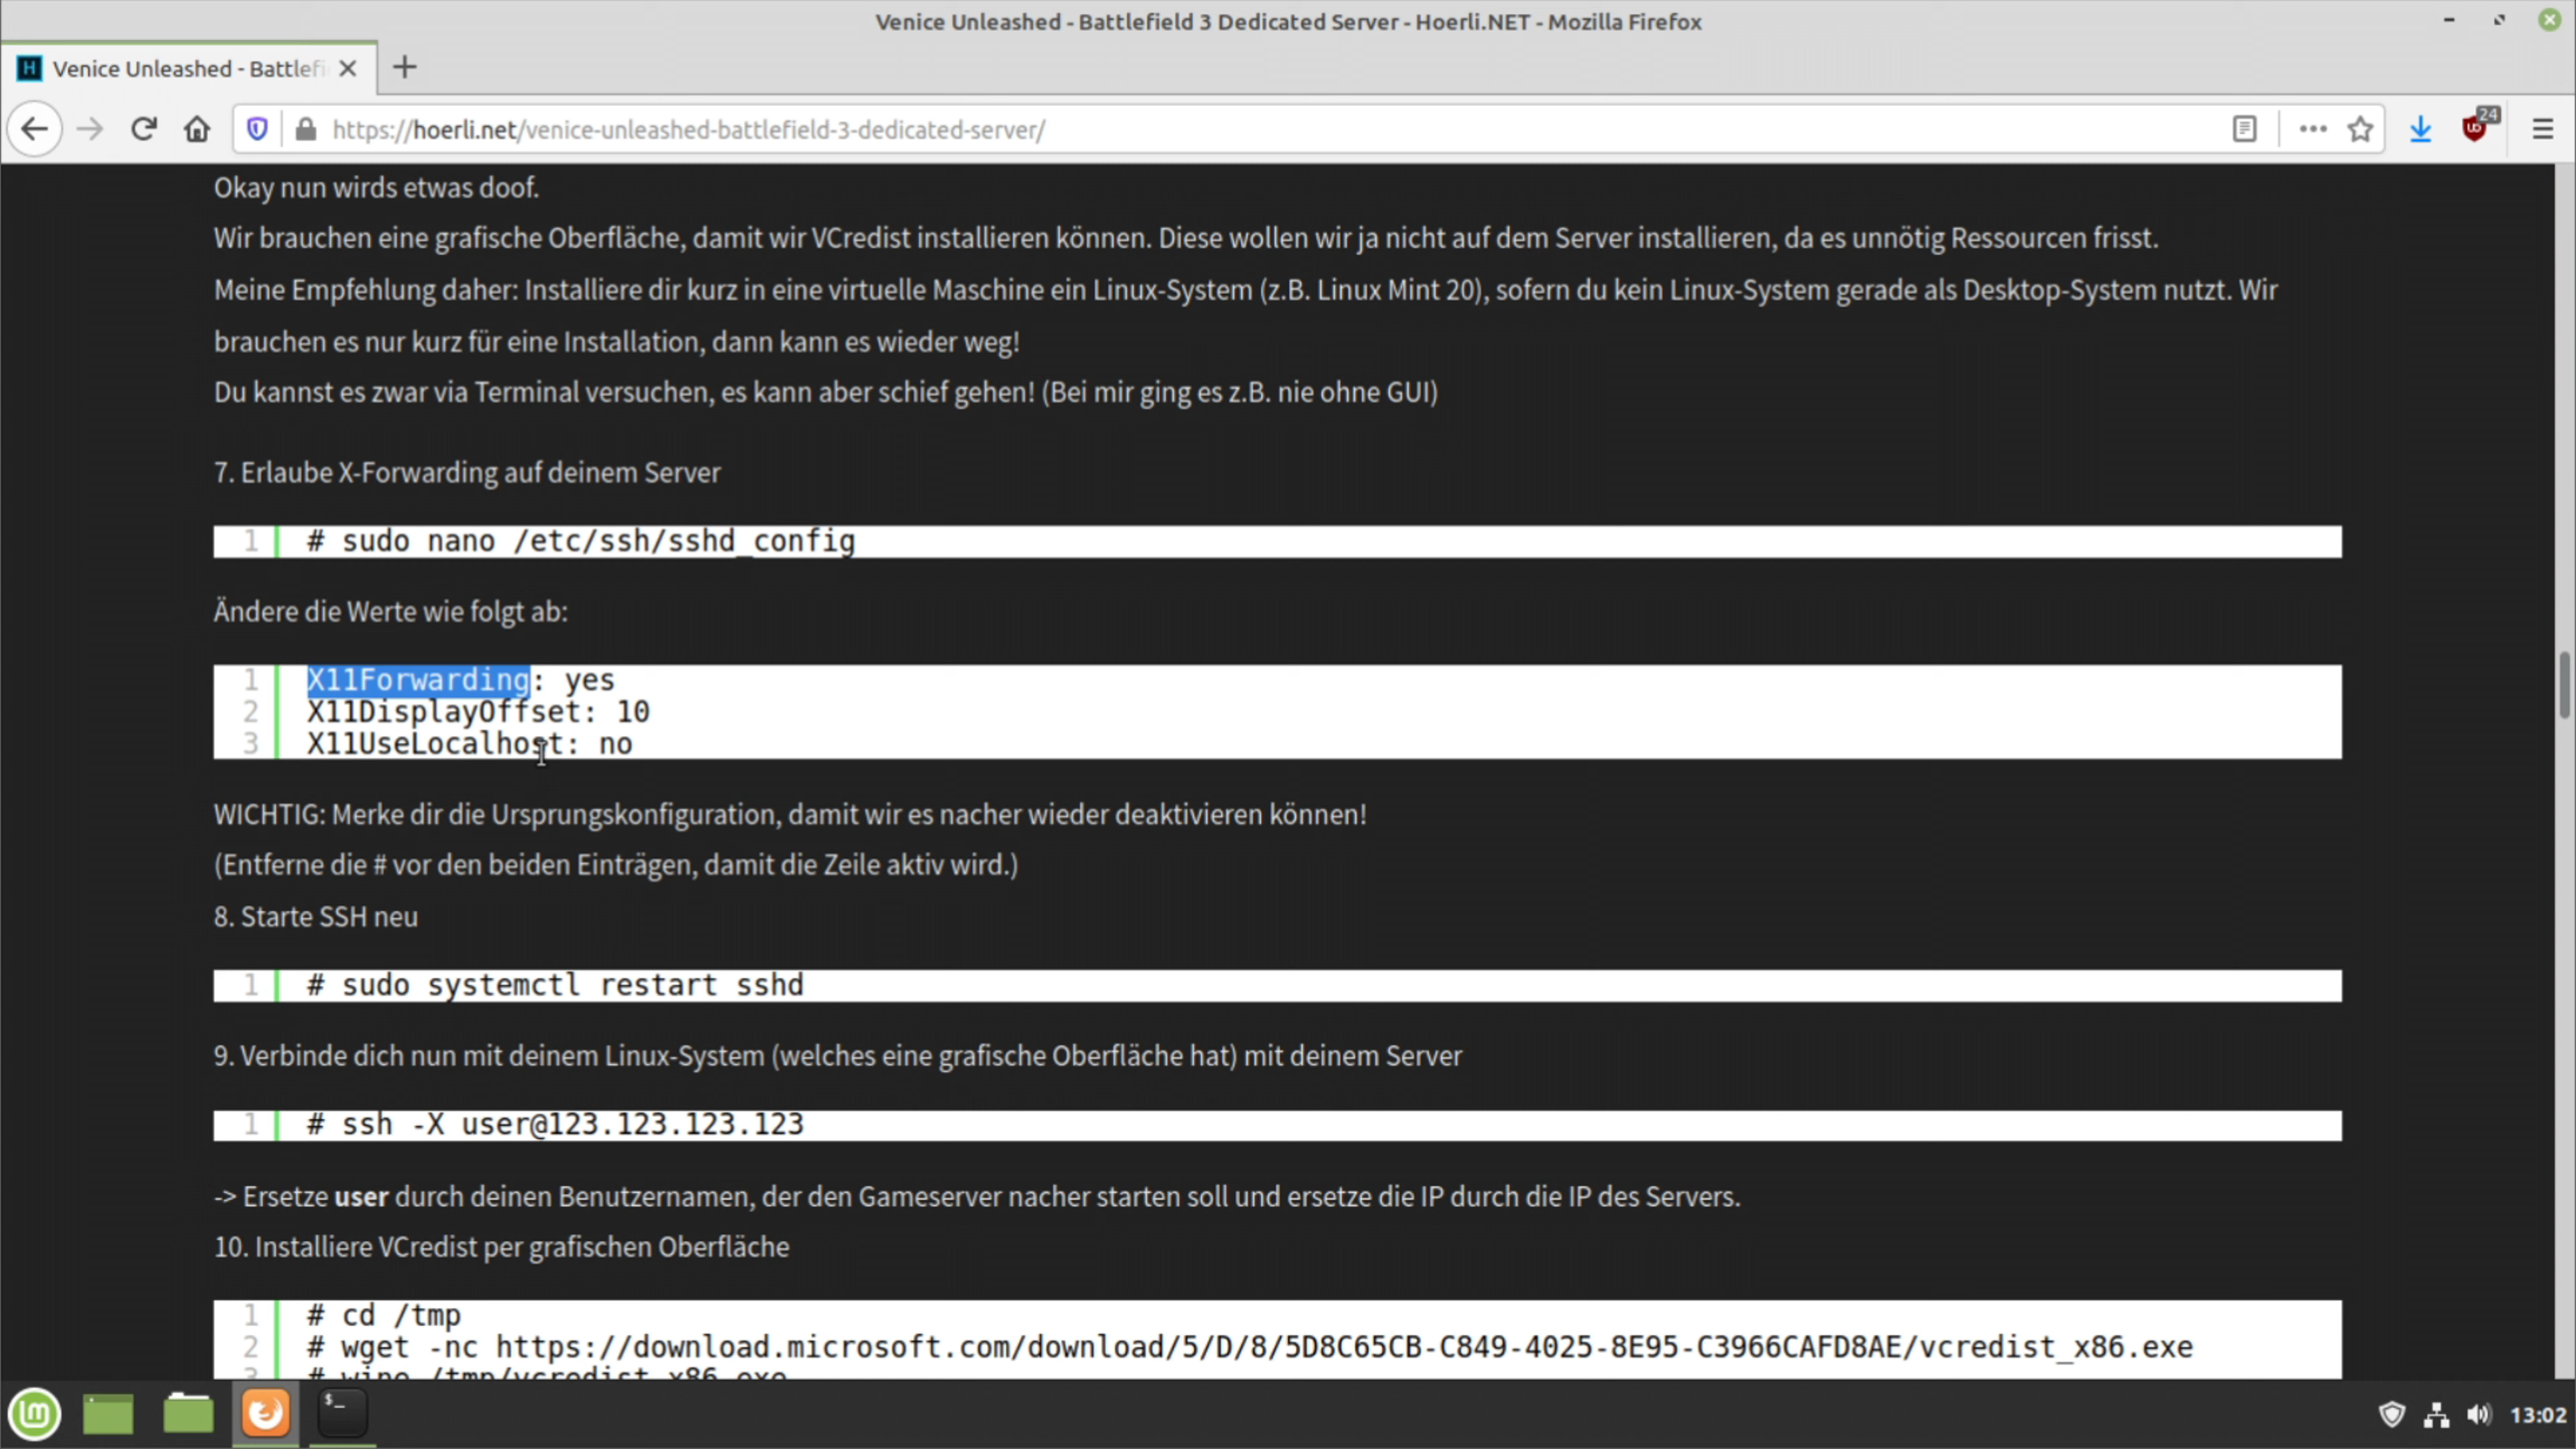 Venice Unleashed - Battlefield 3 Dedicated Server - Hoerli.NET - Mozilla Firefox
H Venice Unleashed - Battlefi
https://hoerli.net/venice-unleashed-battlefield-3-dedicated-server/
24
Okay nun wirds etwas doof.
Wir brauchen eine grafische Oberfläche, damit wir VCredist installieren können. Diese wollen wir ja nicht auf dem Server installieren, da es unnötig Ressourcen frisst.
Meine Empfehlung daher: Installiere dir kurz in eine virtuelle Maschine ein Linux-System (z.B. Linux Mint 20), sofern du kein Linux-System gerade als Desktop-System nutzt. Wir
brauchen es nur kurz für eine Installation, dann kann es wieder weg!
Du kannst es zwar via Terminal versuchen, es kann aber schief gehen! (Bei mir ging es z.B. nie ohne GUI)
7. Erlaube X-Forwarding auf deinem Server
1 # sudo nano /etc/ssh/sshd_config
Ändere die Werte wie folgt ab:
1 X11Forwarding: yes
2 X11DisplayOffset: 10
3 X11UseLocalhost: no
WICHTIG: Merke dir die Ursprungskonfiguration, damit wir es nacher wieder deaktivieren können!
(Entferne die # vor den beiden Einträgen, damit die Zeile aktiv wird.)
8. Starte SSH neu
1 # sudo systemctl restart sshd
9. Verbinde dich nun mit deinem Linux-System (welches eine grafische Oberfläche hat) mit deinem Server
1 # ssh -X user@123.123.123.123
-> Ersetze user durch deinen Benutzernamen, der den Gameserver nacher starten soll und ersetze die IP durch die IP des Servers.
10. Installiere VCredist per grafischen Oberfläche
1 # cd /tmp
2 # wget -nc https://download.microsoft.com/download/5/D/8/5D8C65CB-C849-4025-8E95-C3966CAFD8AE/vcredist_x86.exe
3 # wine /tmp/vcredist_x86.exe
13:02